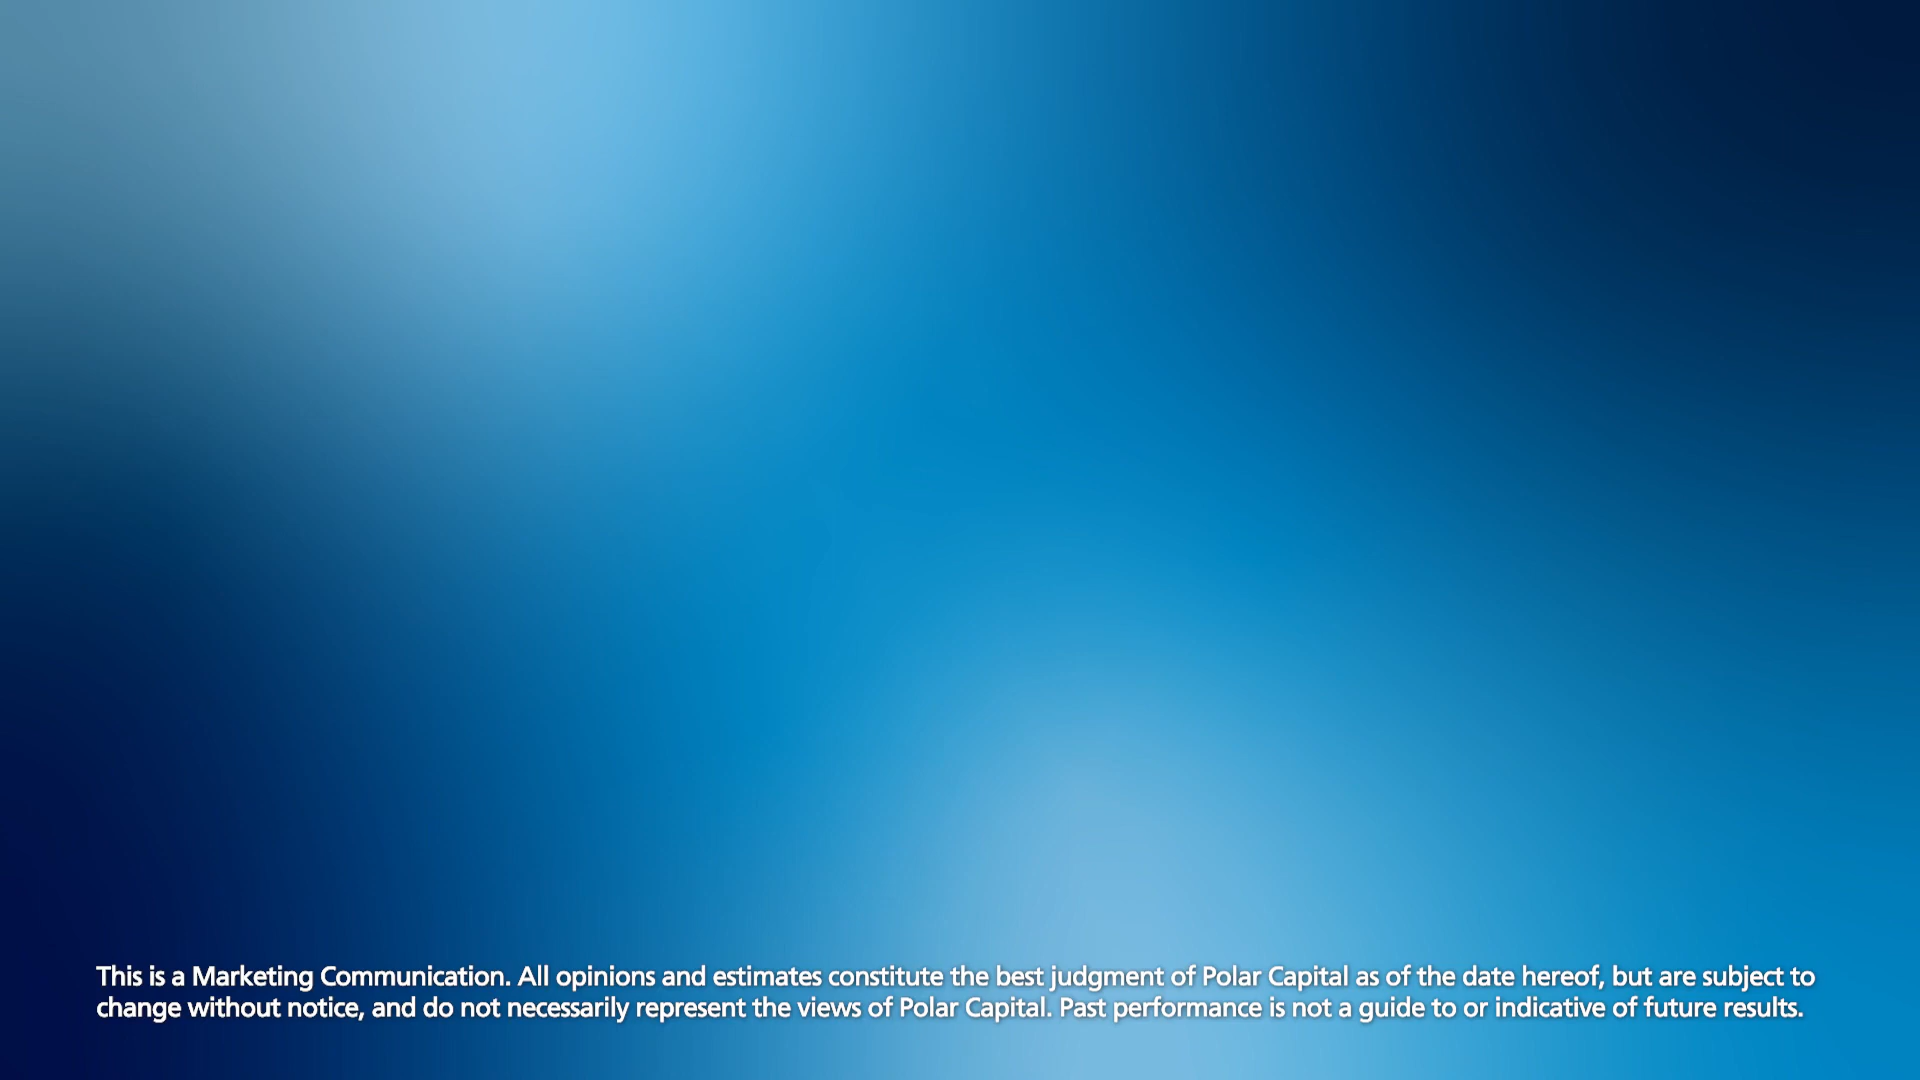 This is a Marketing Communication. All opinions and estimates constitute the best judgment of Polar Capital as of the date hereof, but are subject to
change without notice, and do not necessarily represent the views of Polar Capital. Past performance is not a guide to or indicative of future results.